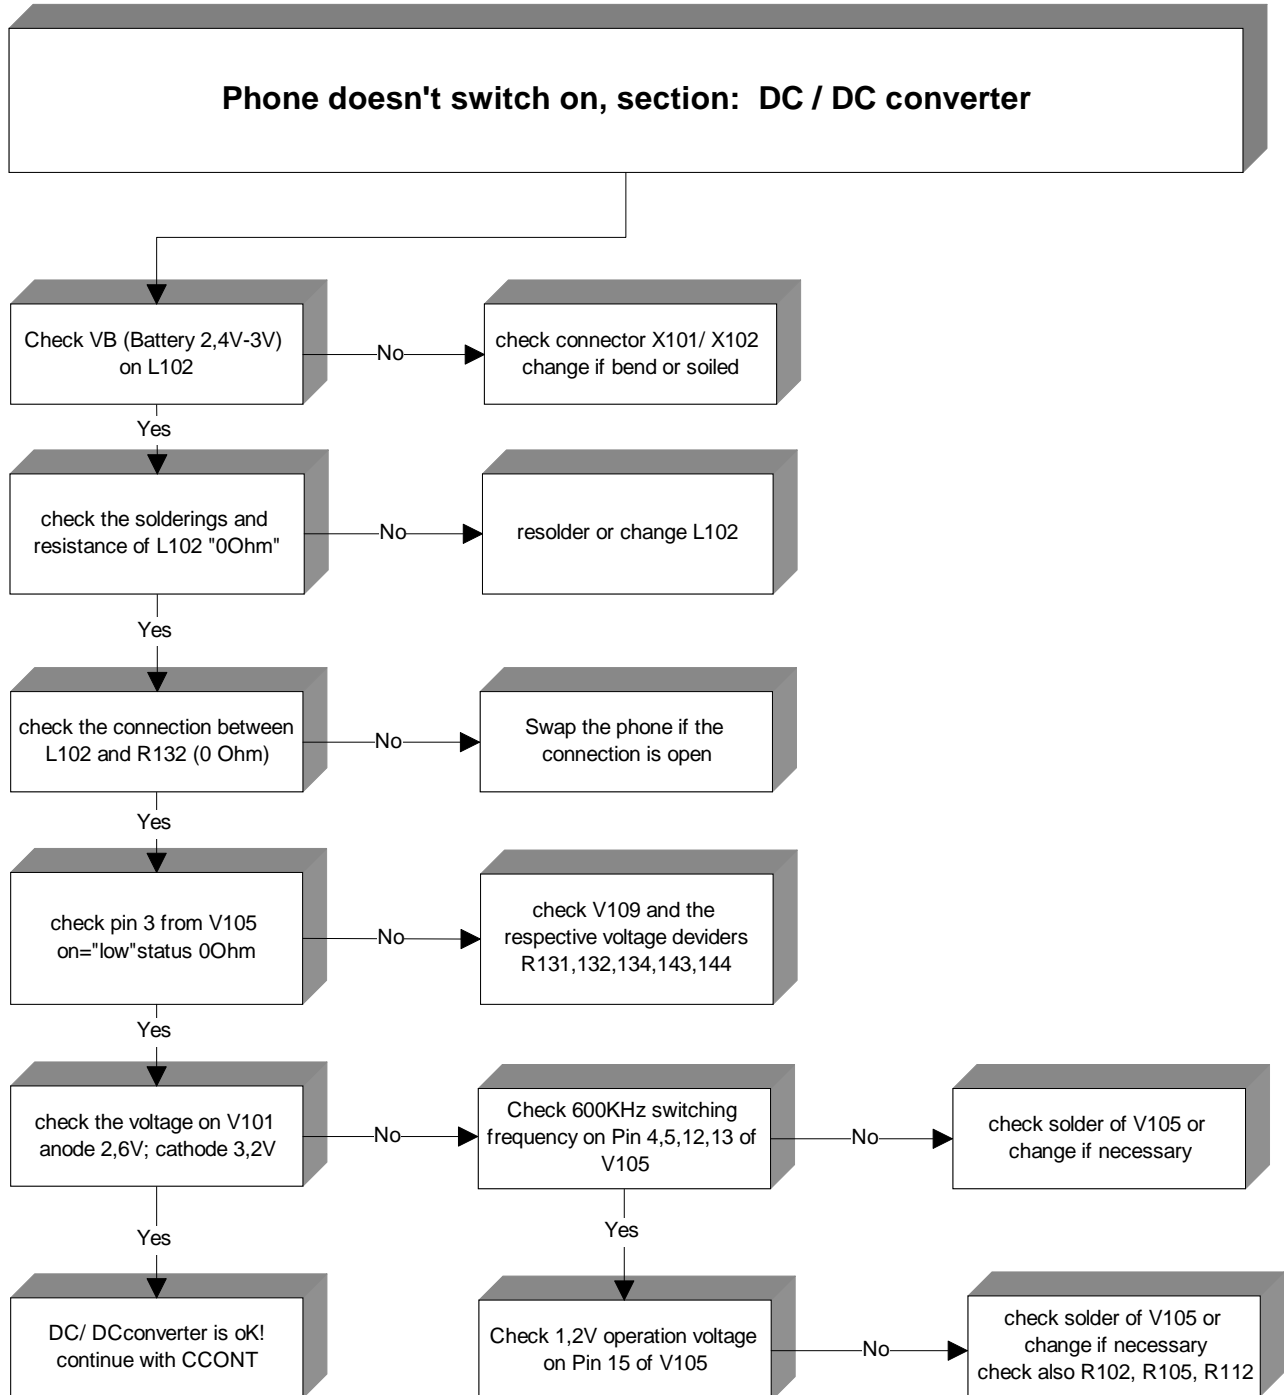 Phone doesn't switch on, section:  DC / DC converter
Check VB (Battery 2,4V-3V)
on L102
No
check connector X101/ X102
change if bend or soiled
Yes
check the solderings and
resistance of L102 "0Ohm"
No
resolder or change L102
Yes
check the connection between
L102 and R132 (0 Ohm)
No
Swap the phone if the
connection is open
Yes
check pin 3 from V105
on="low"status 0Ohm
No
check V109 and the
respective voltage deviders
R131,132,134,143,144
Yes
check the voltage on V101
anode 2,6V; cathode 3,2V
No
Check 600KHz switching
frequency on Pin 4,5,12,13 of
V105
No
check solder of V105 or
change if necessary
Yes
Yes
DC/ DCconverter is oK!
continue with CCONT
Check 1,2V operation voltage
on Pin 15 of V105
No
check solder of V105 or
change if necessary
check also R102, R105, R112